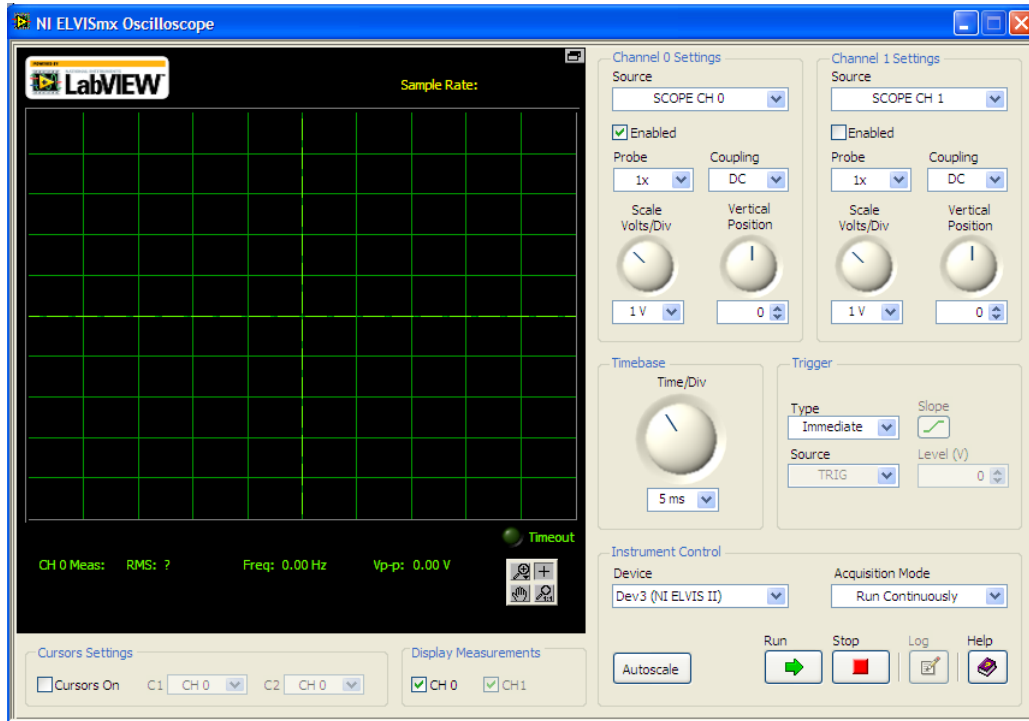 NI ELVISmx Oscilloscope
LabVIEW
Sample Rate:
Timeout
CH 0 Meas: RMS: ? Freq: 0.00 Hz Vp-p: 0.00 V
Cursors Settings
Cursors On C1 CH 0 C2 CH 0
Display Measurements
CH 0 CH1
Channel 0 Settings
Source
SCOPE CH 0
Enabled
Probe Coupling
1x DC
Scale Volts/Div
Vertical Position
1 V 0
Channel 1 Settings
Source
SCOPE CH 1
Enabled
Probe Coupling
1x DC
Scale Volts/Div
Vertical Position
1 V 0
Timebase
Time/Div
5 ms
Trigger
Type Slope
Immediate
Source Level (V)
TRIG 0
Instrument Control
Device Acquisition Mode
Dev3 (NI ELVIS II) Run Continuously
Run Stop Log Help
Autoscale